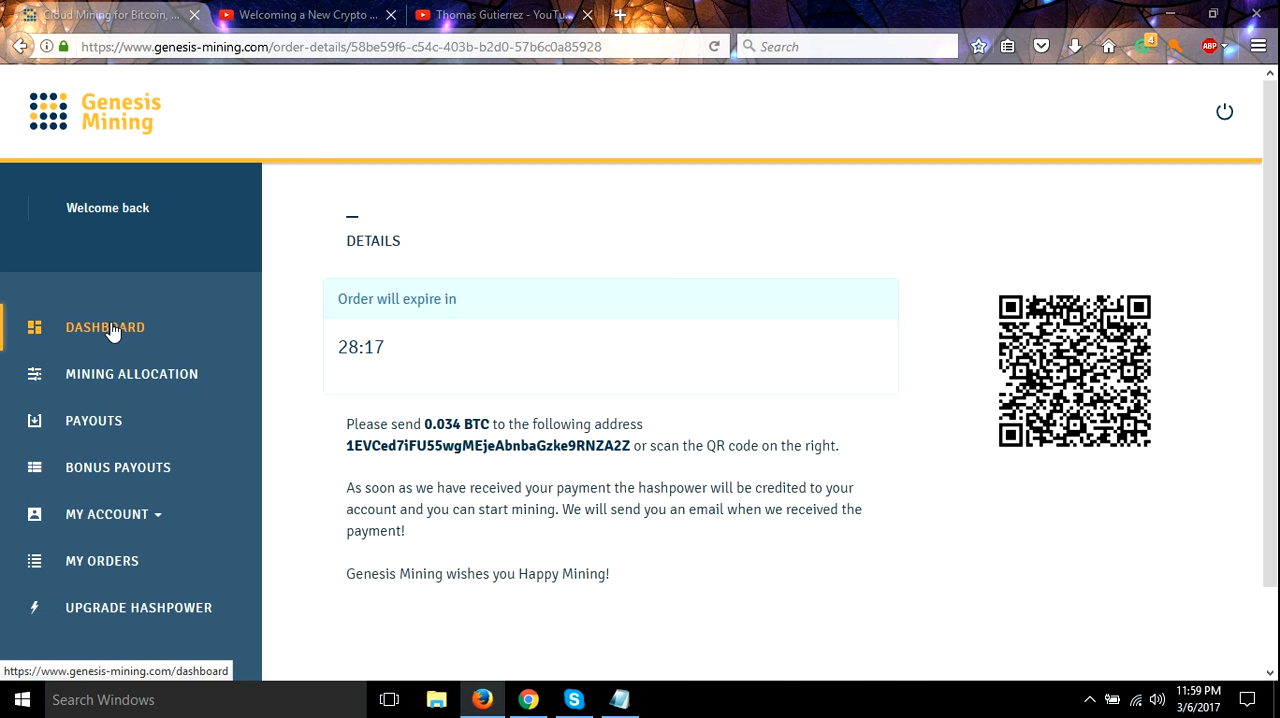 Cloud Mining for Bitcoin, ...
Welcoming a New Crypto ...
Thomas Gutierrez - YouTu...
https://www.genesis-mining.com/order-details/58be59f6-c54c-403b-b2d0-57b6c0a85928
Search
4
ABP
Genesis
Mining
Welcome back
DASHBOARD
MINING ALLOCATION
PAYOUTS
BONUS PAYOUTS
MY ACCOUNT
MY ORDERS
UPGRADE HASHPOWER
DETAILS
Order will expire in
28:17
Please send 0.034 BTC to the following address
1EVCed7iFU55wgMEjeAbnbaGzke9RNZA2Z or scan the QR code on the right.
As soon as we have received your payment the hashpower will be credited to your
account and you can start mining. We will send you an email when we received the
payment!
Genesis Mining wishes you Happy Mining!
https://www.genesis-mining.com/dashboard
Search Windows
11:59 PM
3/6/2017